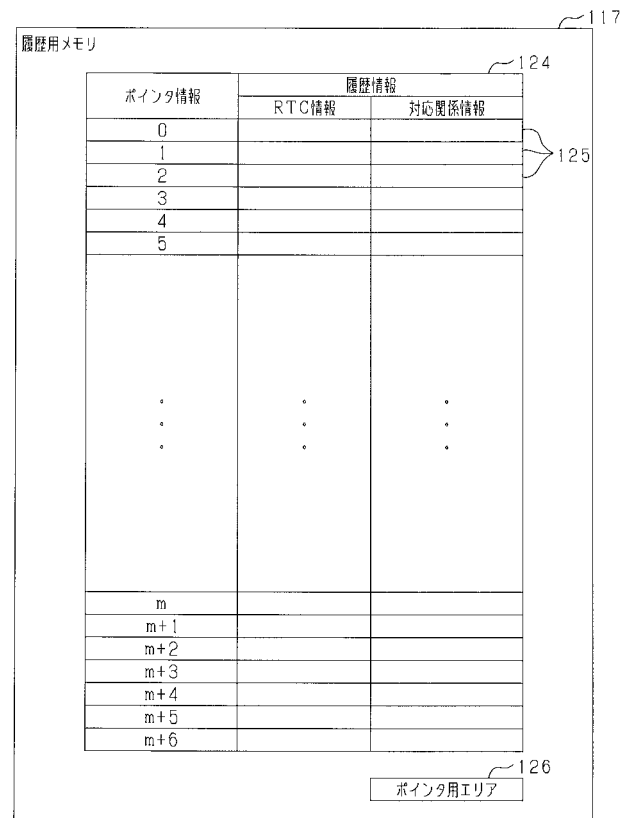 117
履歴用メモリ
124
ポインタ情報
履歴情報
RTC情報
対応関係情報
0
1
2
125
3
4
5
m
m+1
m+2
m+3
m+4
m+5
m+6
126
ポインタ用エリア